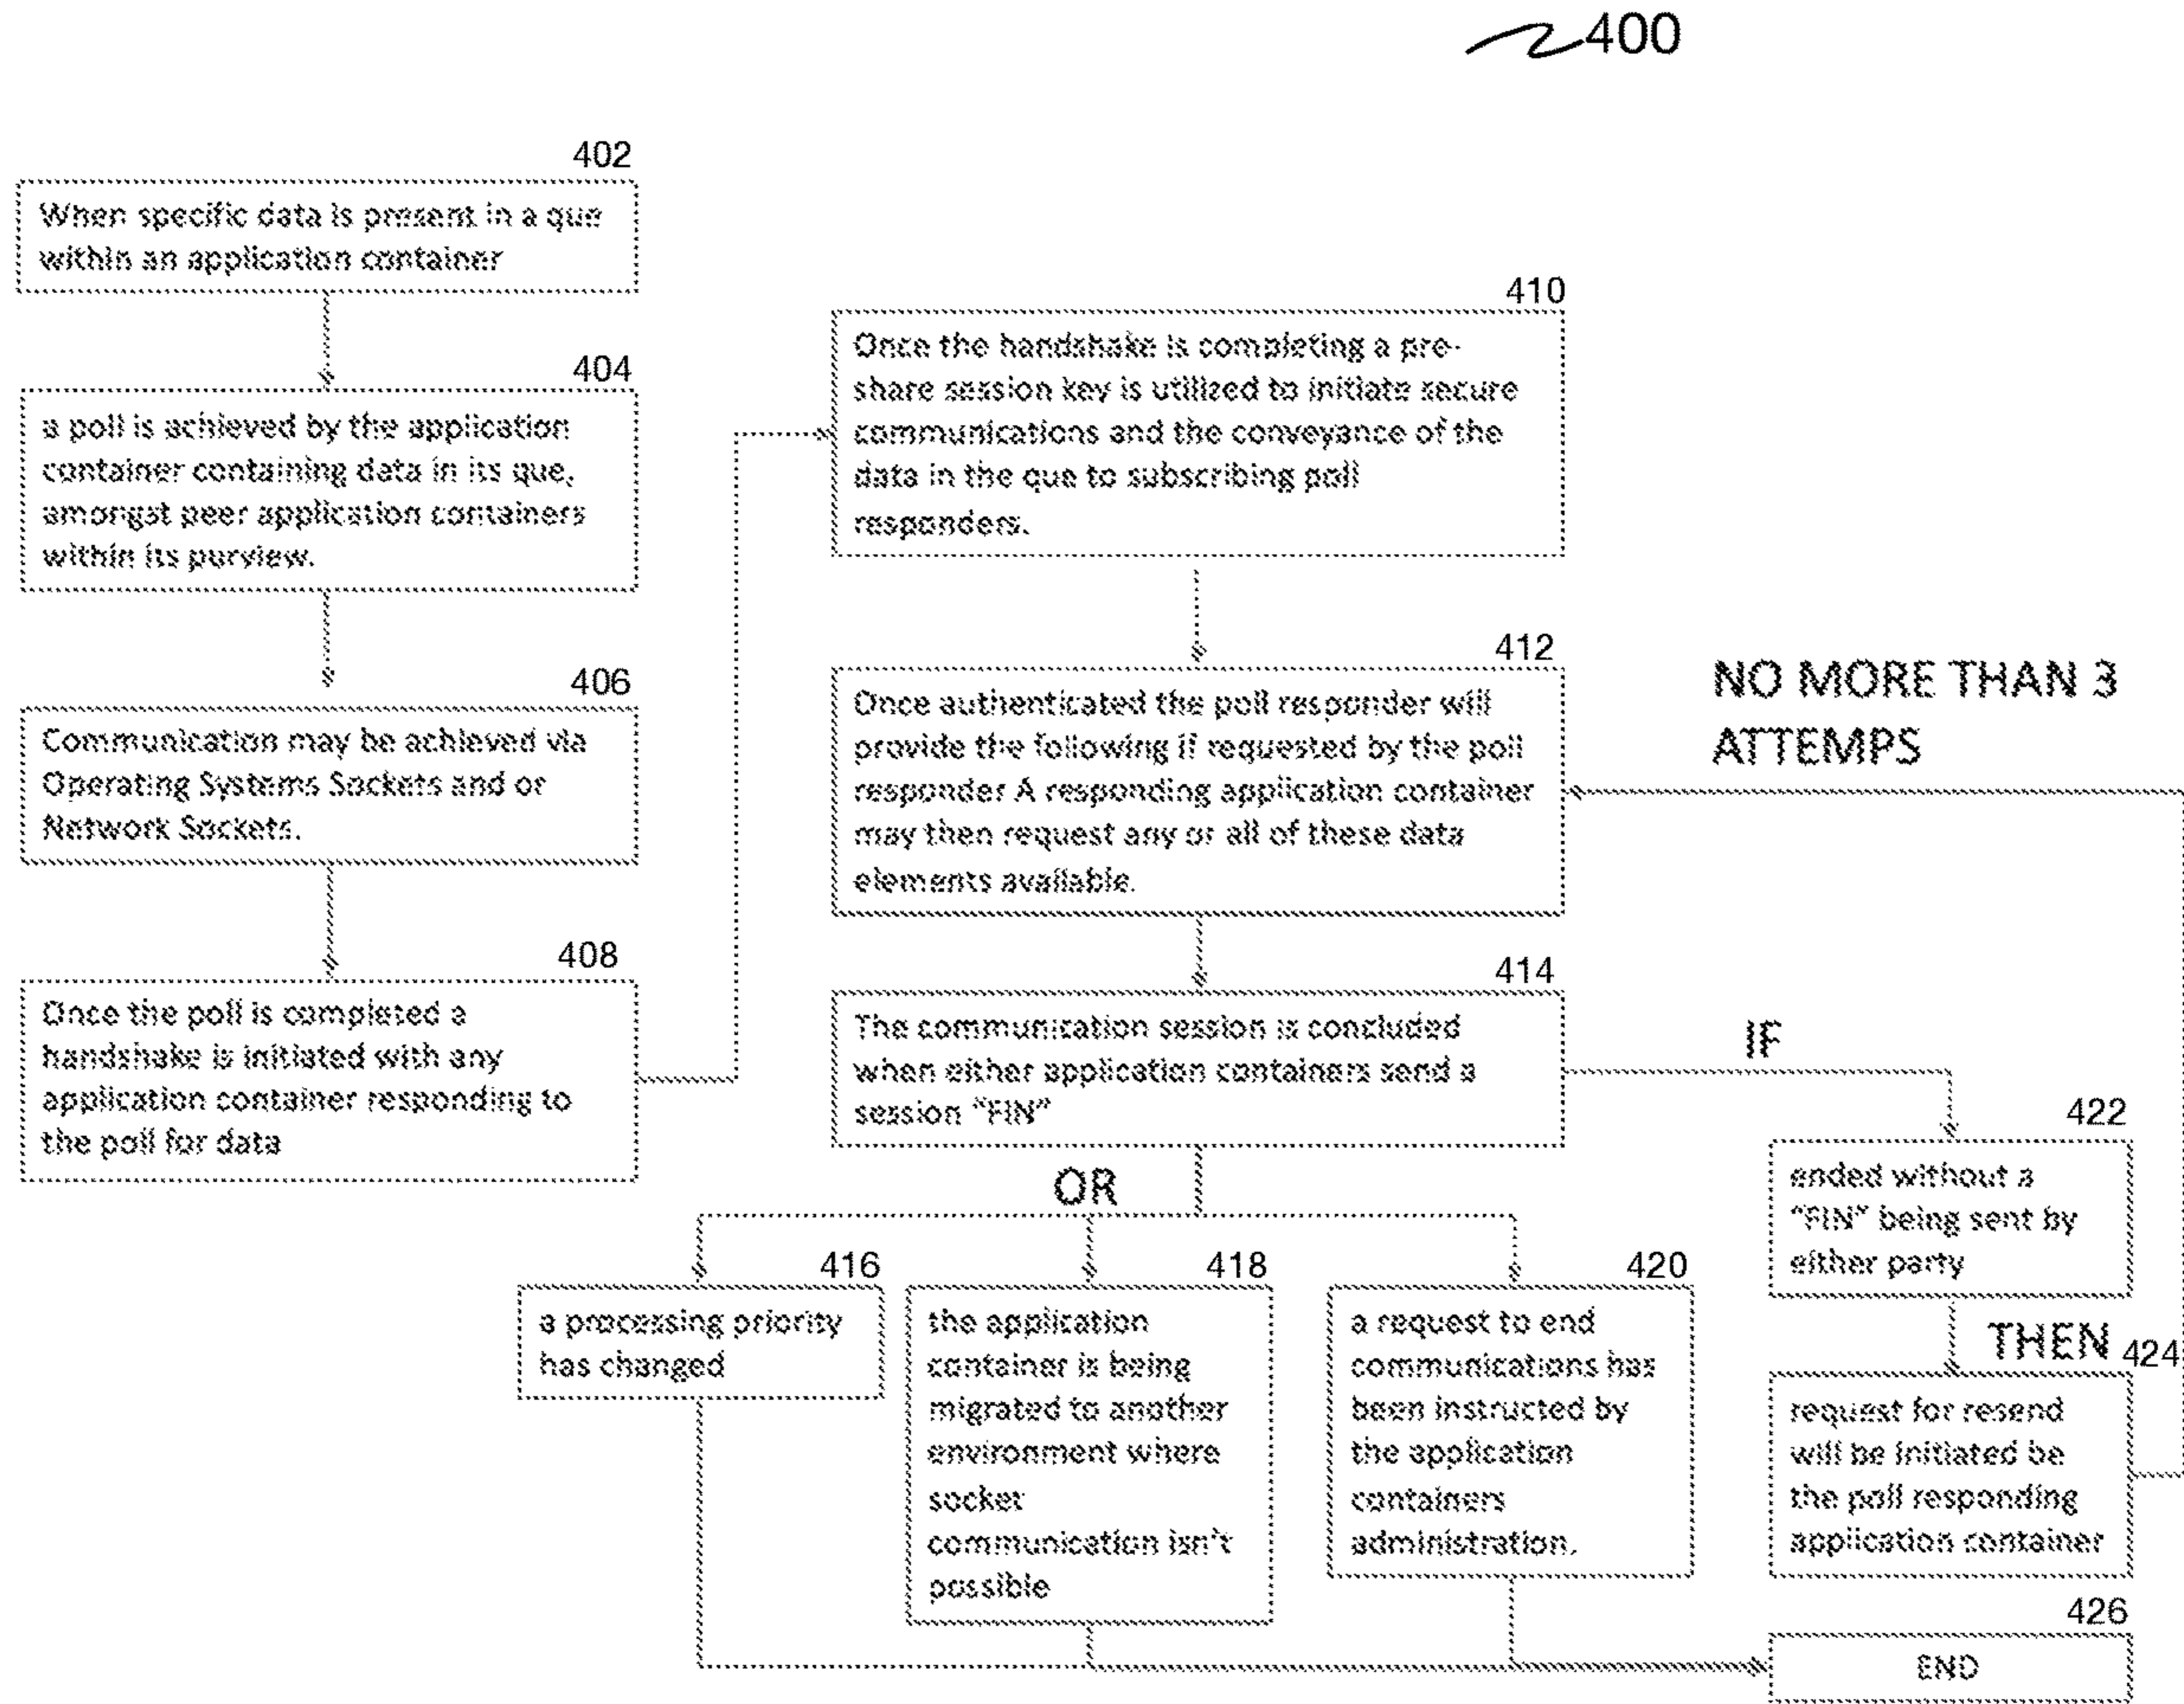 400
402
When specific data is present in a que
within an application container
404
a poll is achieved by the application
container containing data in its que,
amongst peer application containers
within its purview.
406
Communication may be achieved via
Operating Systems Sockets and or
Network Sockets.
408
Once the poll is completed a
handshake is initiated with any
application container responding to
the poll for data
410
Once the handshake is completing a pre-
share session key is utilized to initiate secure
communications and the conveyance of the
data in the que to subscribing poll
responders.
412
Once authenticated the poll responder will
provide the following if requested by the poll
responder A responding application container
may then request any or all of these data
elements available.
NO MORE THAN 3
ATTEMPS
414
The communication session is concluded
when either application containers send a
session "FIN"
IF
OR
416
a processing priority
has changed
418
the application
container is being
migrated to another
environment where
socket
communication isn't
possible
420
a request to end
communications has
been instructed by
the application
containers
administration.
422
ended without a
"FIN" being sent by
either party
THEN
424
request for resend
will be initiated be
the poll responding
application container
426
END